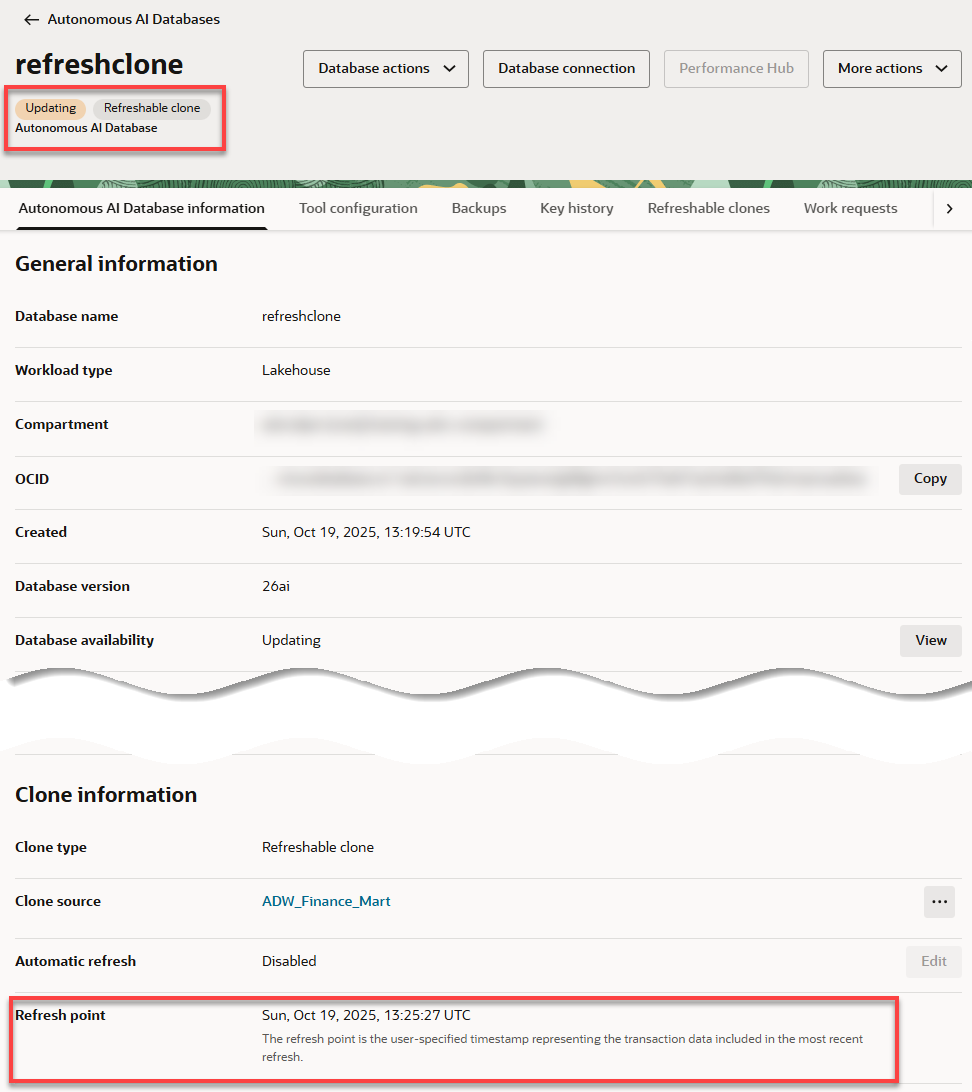 Autonomous AI Databases
refreshclone
Database actions
Database connection
Performance Hub
More actions
Updating
Refreshable clone
Autonomous AI Database
Autonomous AI Database information
Tool configuration
Backups
Key history
Refreshable clones
Work requests
General information
Database name
refreshclone
Workload type
Lakehouse
Compartment
OCID
Copy
Created
Sun, Oct 19, 2025, 13:19:54 UTC
Database version
26ai
Database availability
Updating
View
Clone information
Clone type
Refreshable clone
Clone source
ADW_Finance_Mart
Automatic refresh
Disabled
Edit
Refresh point
Sun, Oct 19, 2025, 13:25:27 UTC
The refresh point is the user-specified timestamp representing the transaction data included in the most recent
refresh.